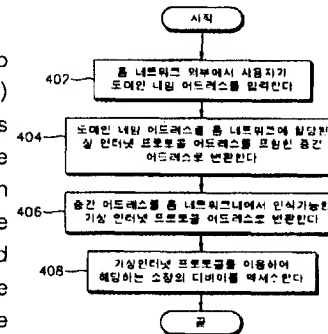 시작
402
홈 네트워크 외부에서 사용자가
도메인 네임 어드레스를 입력한다
404
도메인 네임 어드레스를 홈 네트워크에 할당된
실 인터넷 프로토콜 어드레스를 포함한 중간
어드레스로 변환한다
406
중간 어드레스를 홈 네트워크내에서 인식가능한
가상 인터넷 프로토콜 어드레스로 변환한다
408
가상인터넷 프로토콜을 이용하여
해당하는 소정의 디바이를 액세스한다
끝
o
)
s
e
n
e
d
e
e